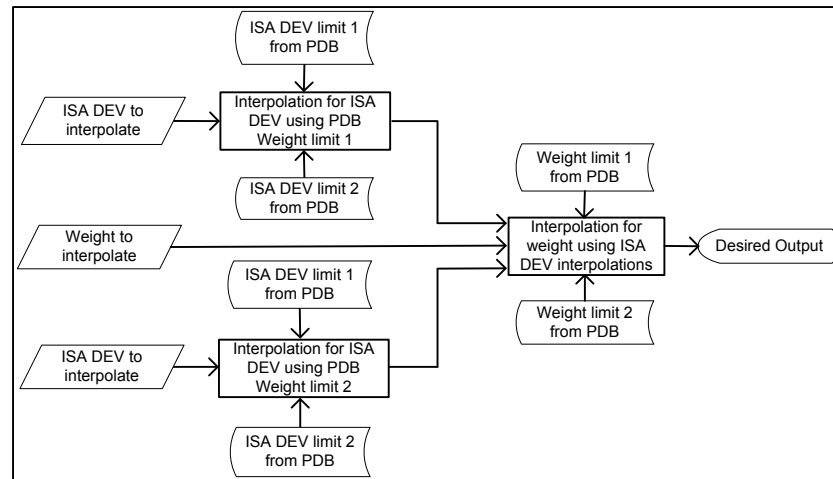 ISA DEV limit 1
from PDB
ISA DEV to
interpolate
Interpolation for ISA
DEV using PDB
Weight limit 1
ISA DEV limit 2
from PDB
Weight limit 1
from PDB
Weight to
interpolate
Interpolation for
weight using ISA
DEV interpolations
Desired Output
ISA DEV limit 1
from PDB
Weight limit 2
from PDB
ISA DEV to
interpolate
Interpolation for ISA
DEV using PDB
Weight limit 2
ISA DEV limit 2
from PDB